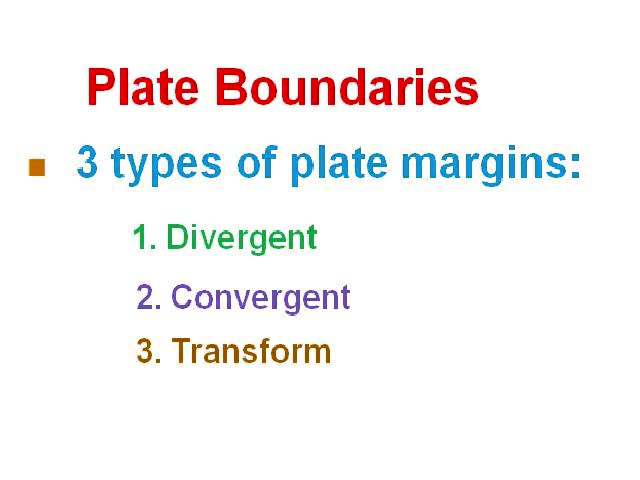 Plate Boundaries
3 types of plate margins:
1. Divergent
2. Convergent
3. Transform